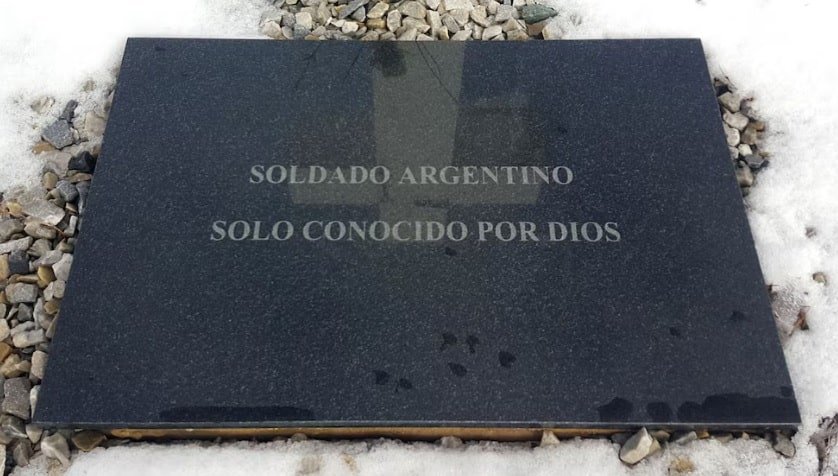 SOLDADO ARGENTINO
SOLO CONOCIDO POR DIOS